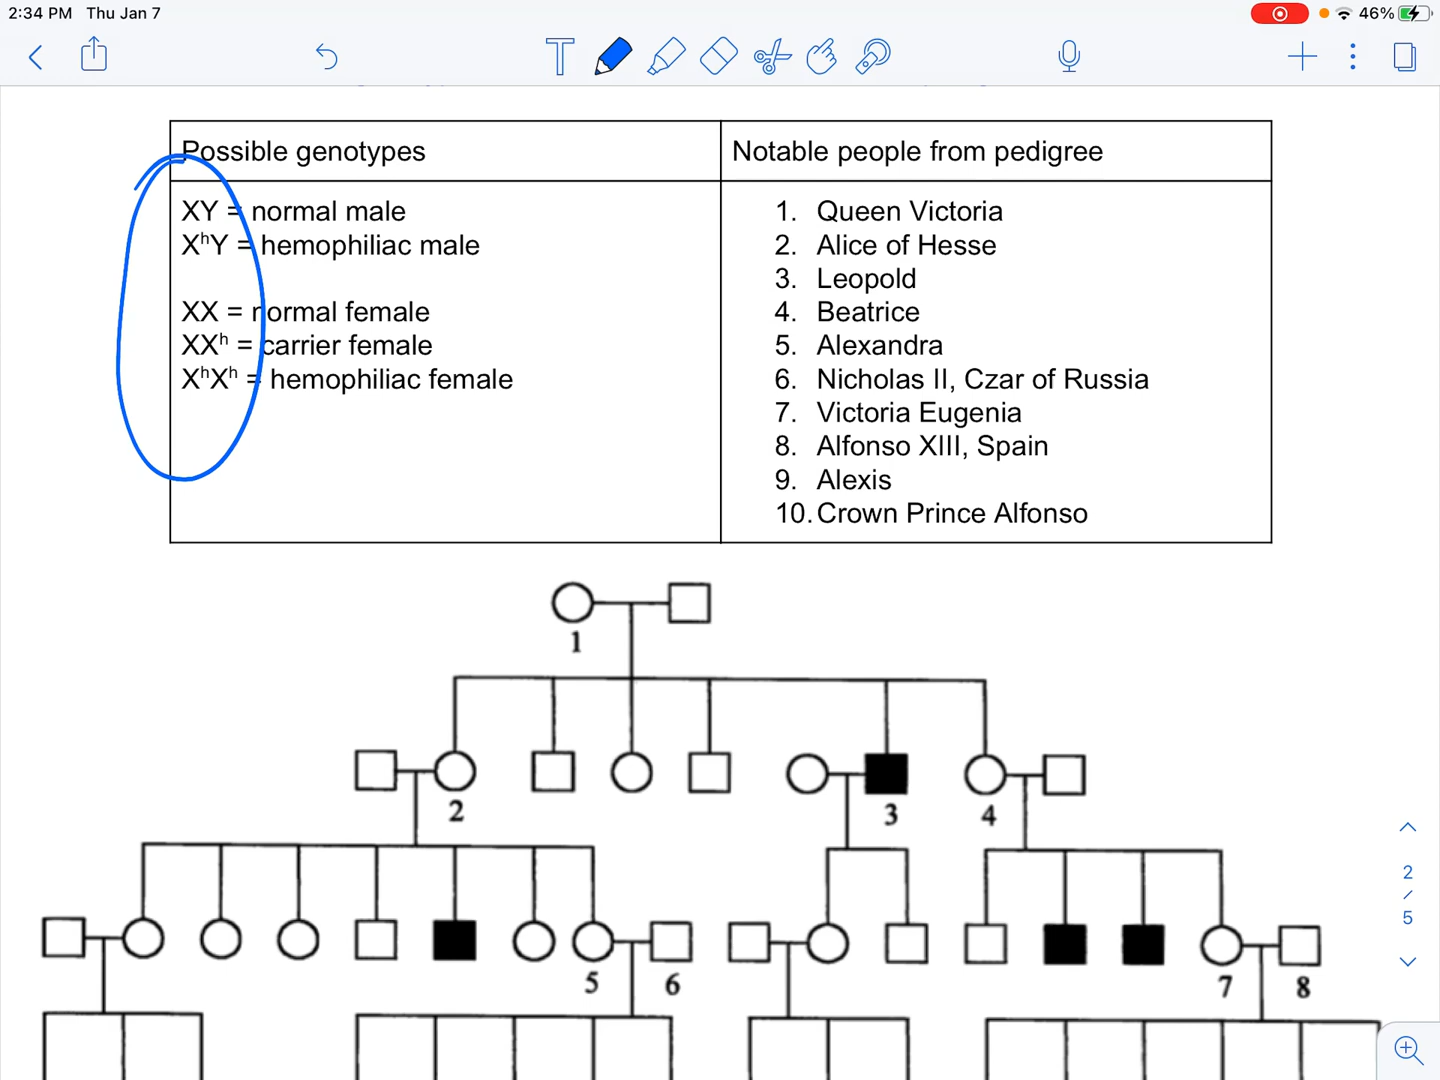 2:34 PM Thu Jan 7
46%
T
Possible genotypes
XY = normal male
XʰY = hemophiliac male
XX = normal female
XXʰ = carrier female
XʰXʰ = hemophiliac female
Notable people from pedigree
1. Queen Victoria
2. Alice of Hesse
3. Leopold
4. Beatrice
5. Alexandra
6. Nicholas II, Czar of Russia
7. Victoria Eugenia
8. Alfonso XIII, Spain
9. Alexis
10. Crown Prince Alfonso
1
2
3
4
5
6
7
8
2
/
5